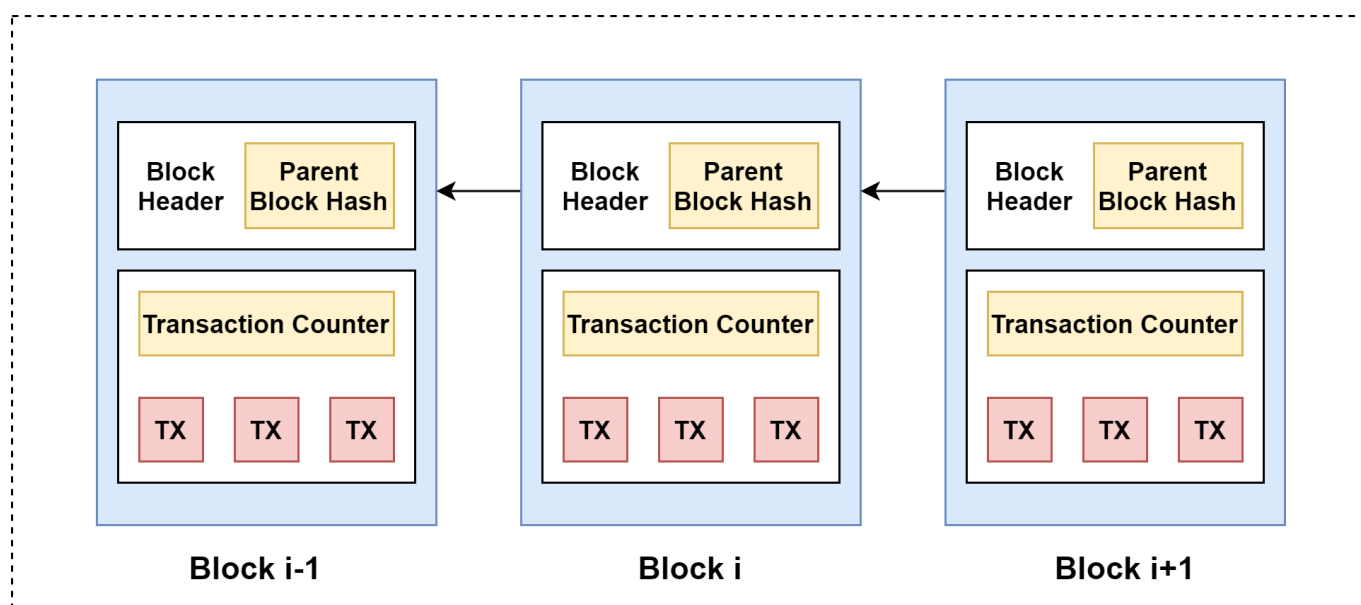 Block
Header
Parent
Block Hash
Transaction Counter
TX TX TX
Block i-1
Block
Header
Parent
Block Hash
Transaction Counter
TX TX TX
Block i
Block
Header
Parent
Block Hash
Transaction Counter
TX TX TX
Block i+1